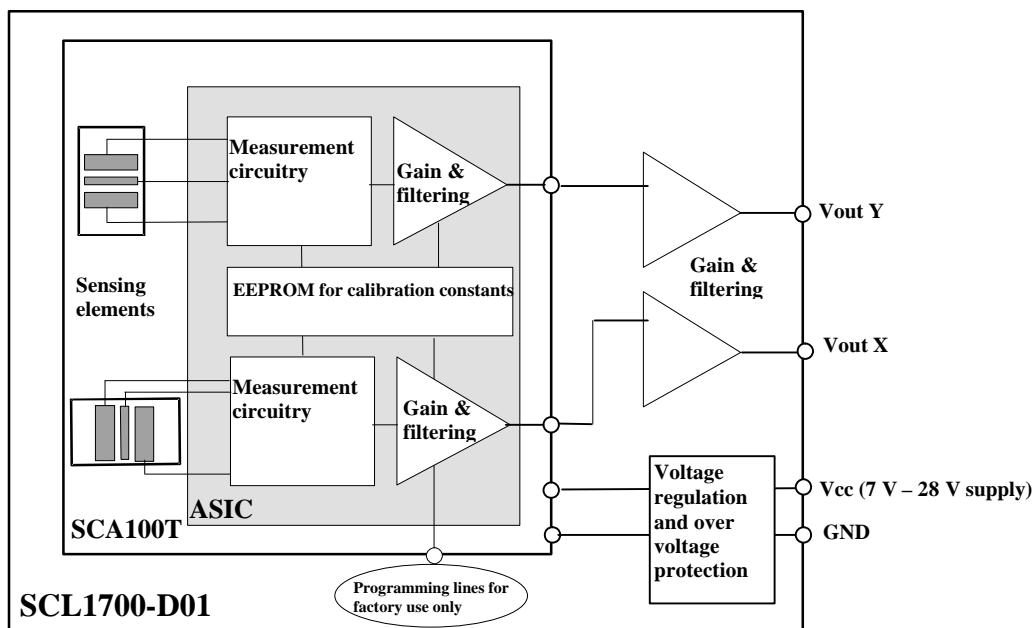 Measurement
circuitry
Gain &
filtering
Vout Y
Gain &
filtering
Sensing
elements
EEPROM for calibration constants
Vout X
Measurement
circuitry
Gain &
filtering
Voltage
regulation
and over
voltage
protection
Vcc (7 V – 28 V supply)
GND
ASIC
SCA100T
Programming lines for
factory use only
SCL1700-D01